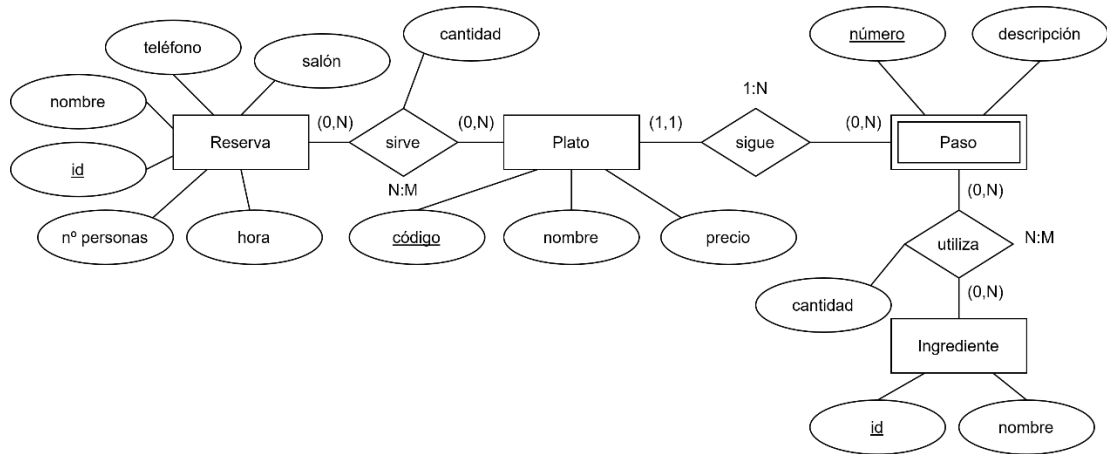 teléfono
cantidad
número
descripción
salón
nombre
1:N
Reserva
(0,N)
sirve
(0,N)
Plato
(1,1)
sigue
(0,N)
Paso
id
N:M
(0,N)
nº personas
hora
código
nombre
precio
utiliza
N:M
cantidad
(0,N)
Ingrediente
id
nombre